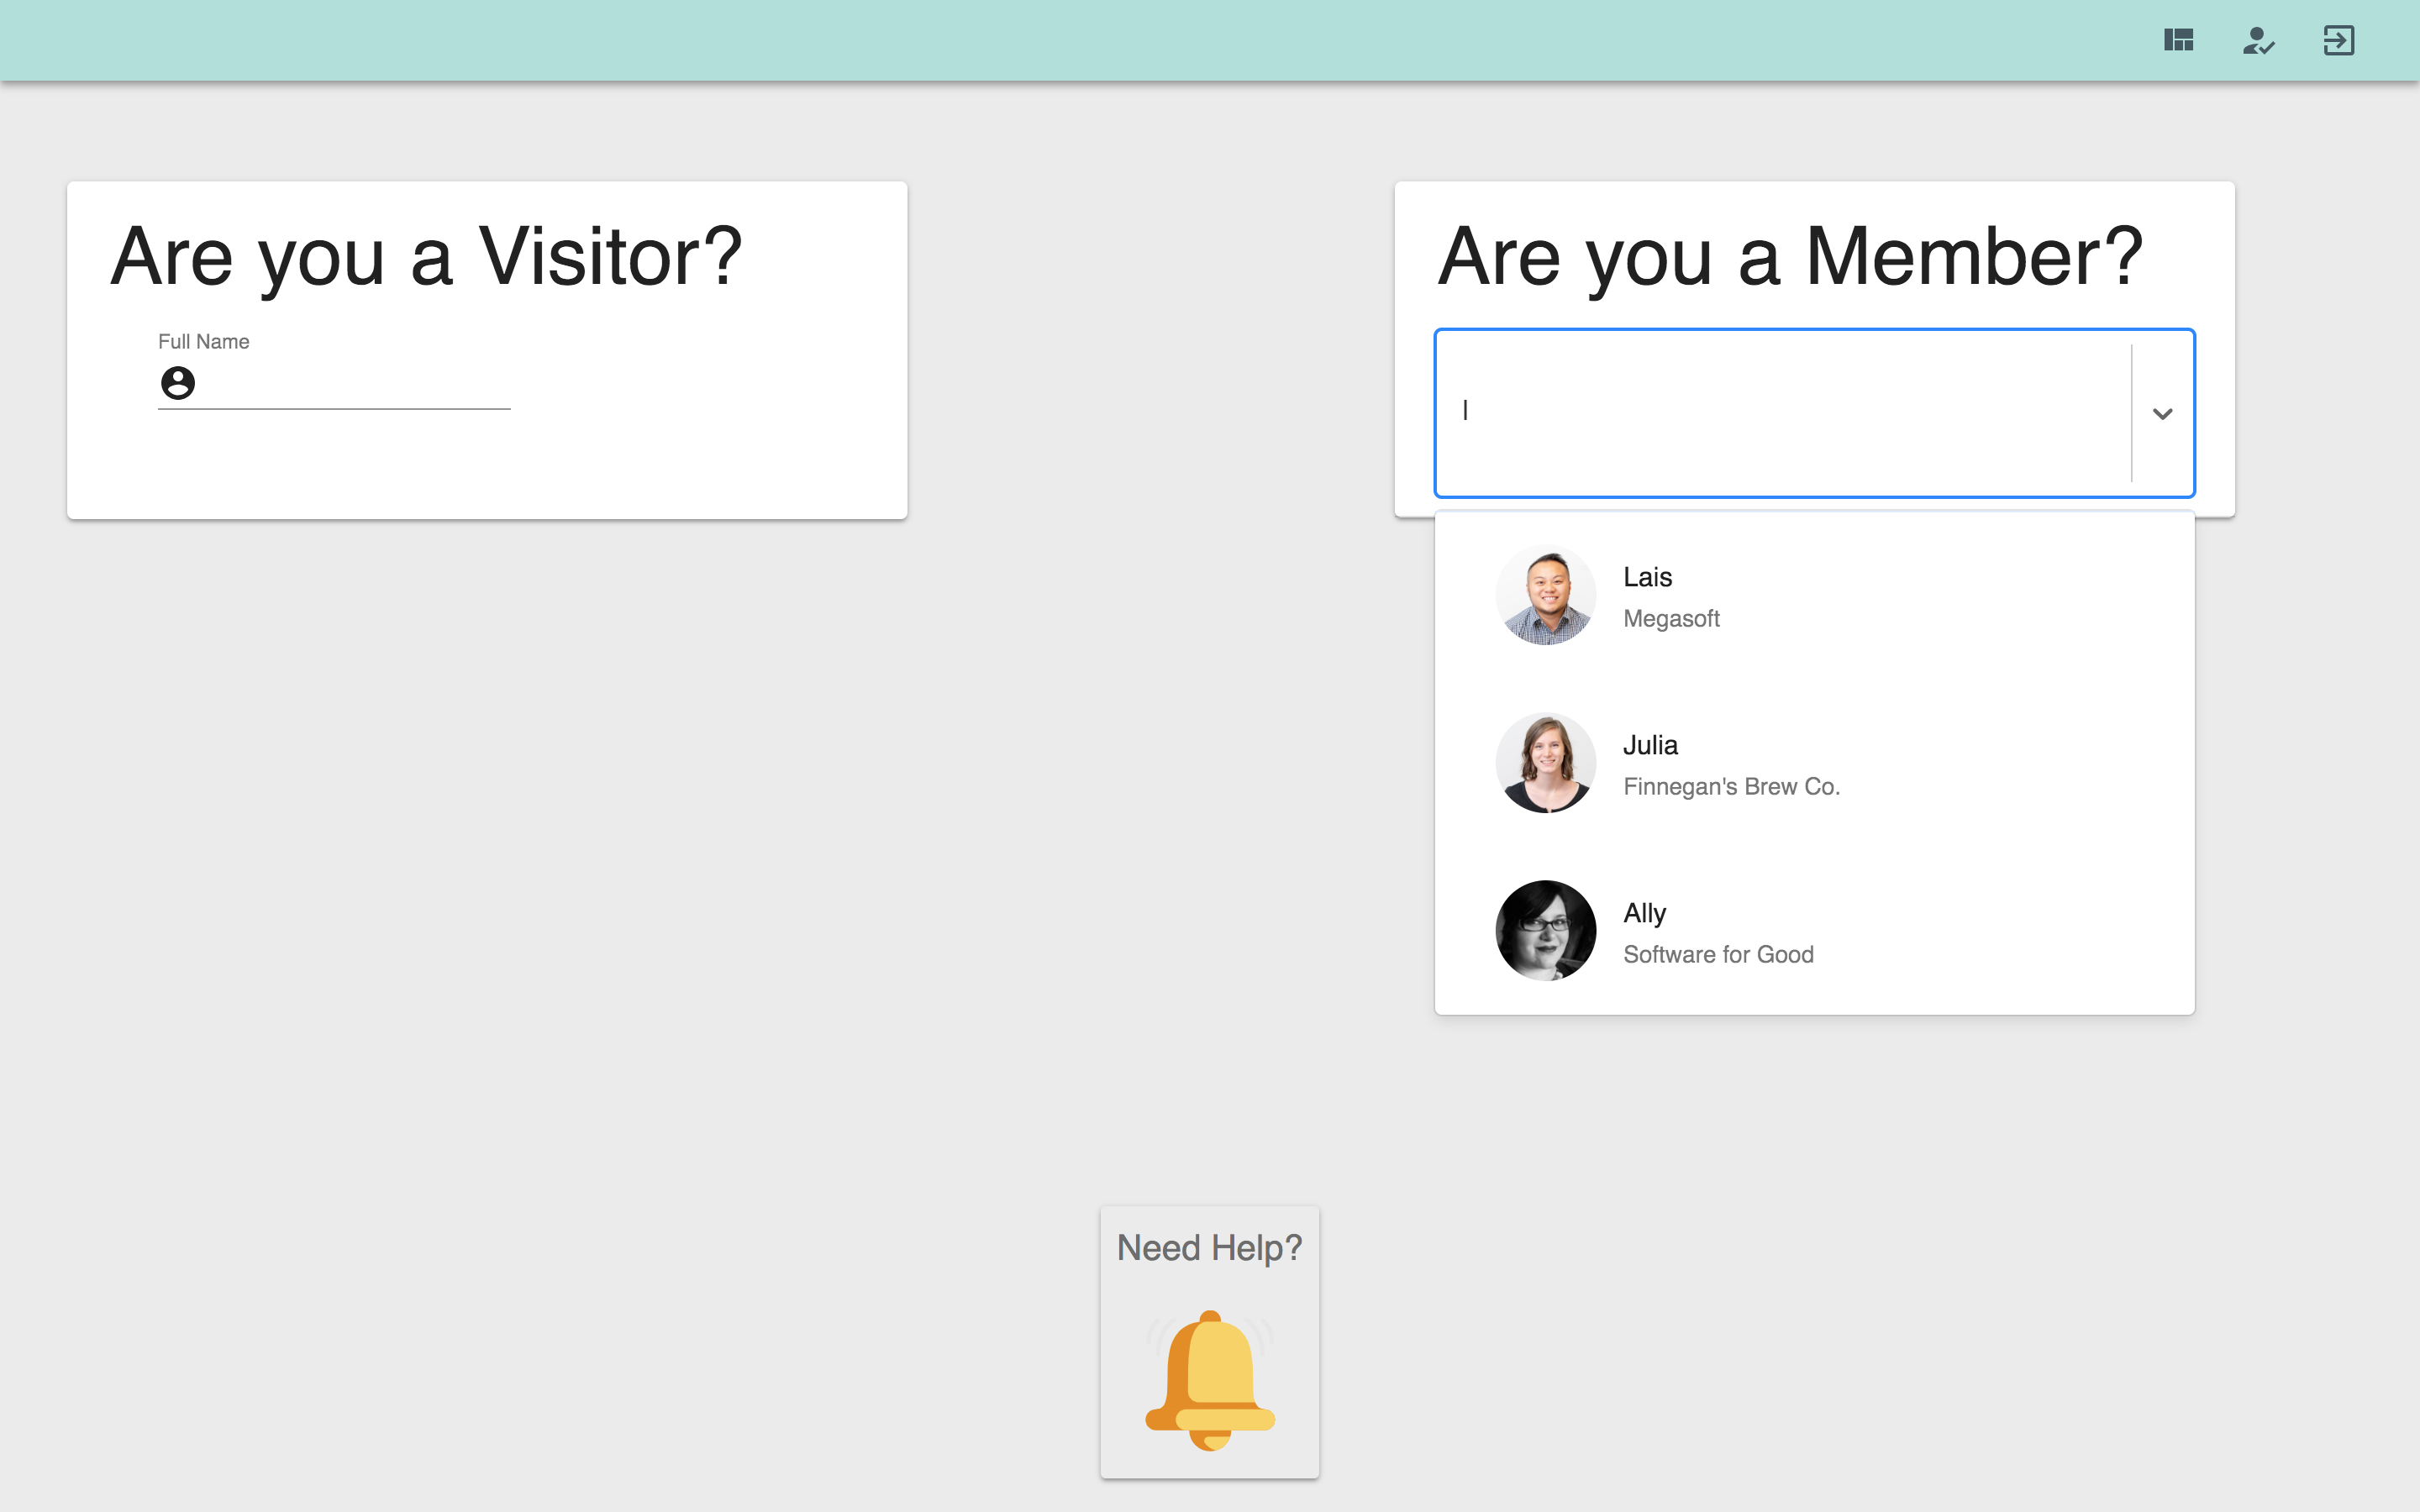 Are you a Visitor?
Full Name
Are you a Member?
l
Lais
Megasoft
Julia
Finnegan's Brew Co.
Ally
Software for Good
Need Help?